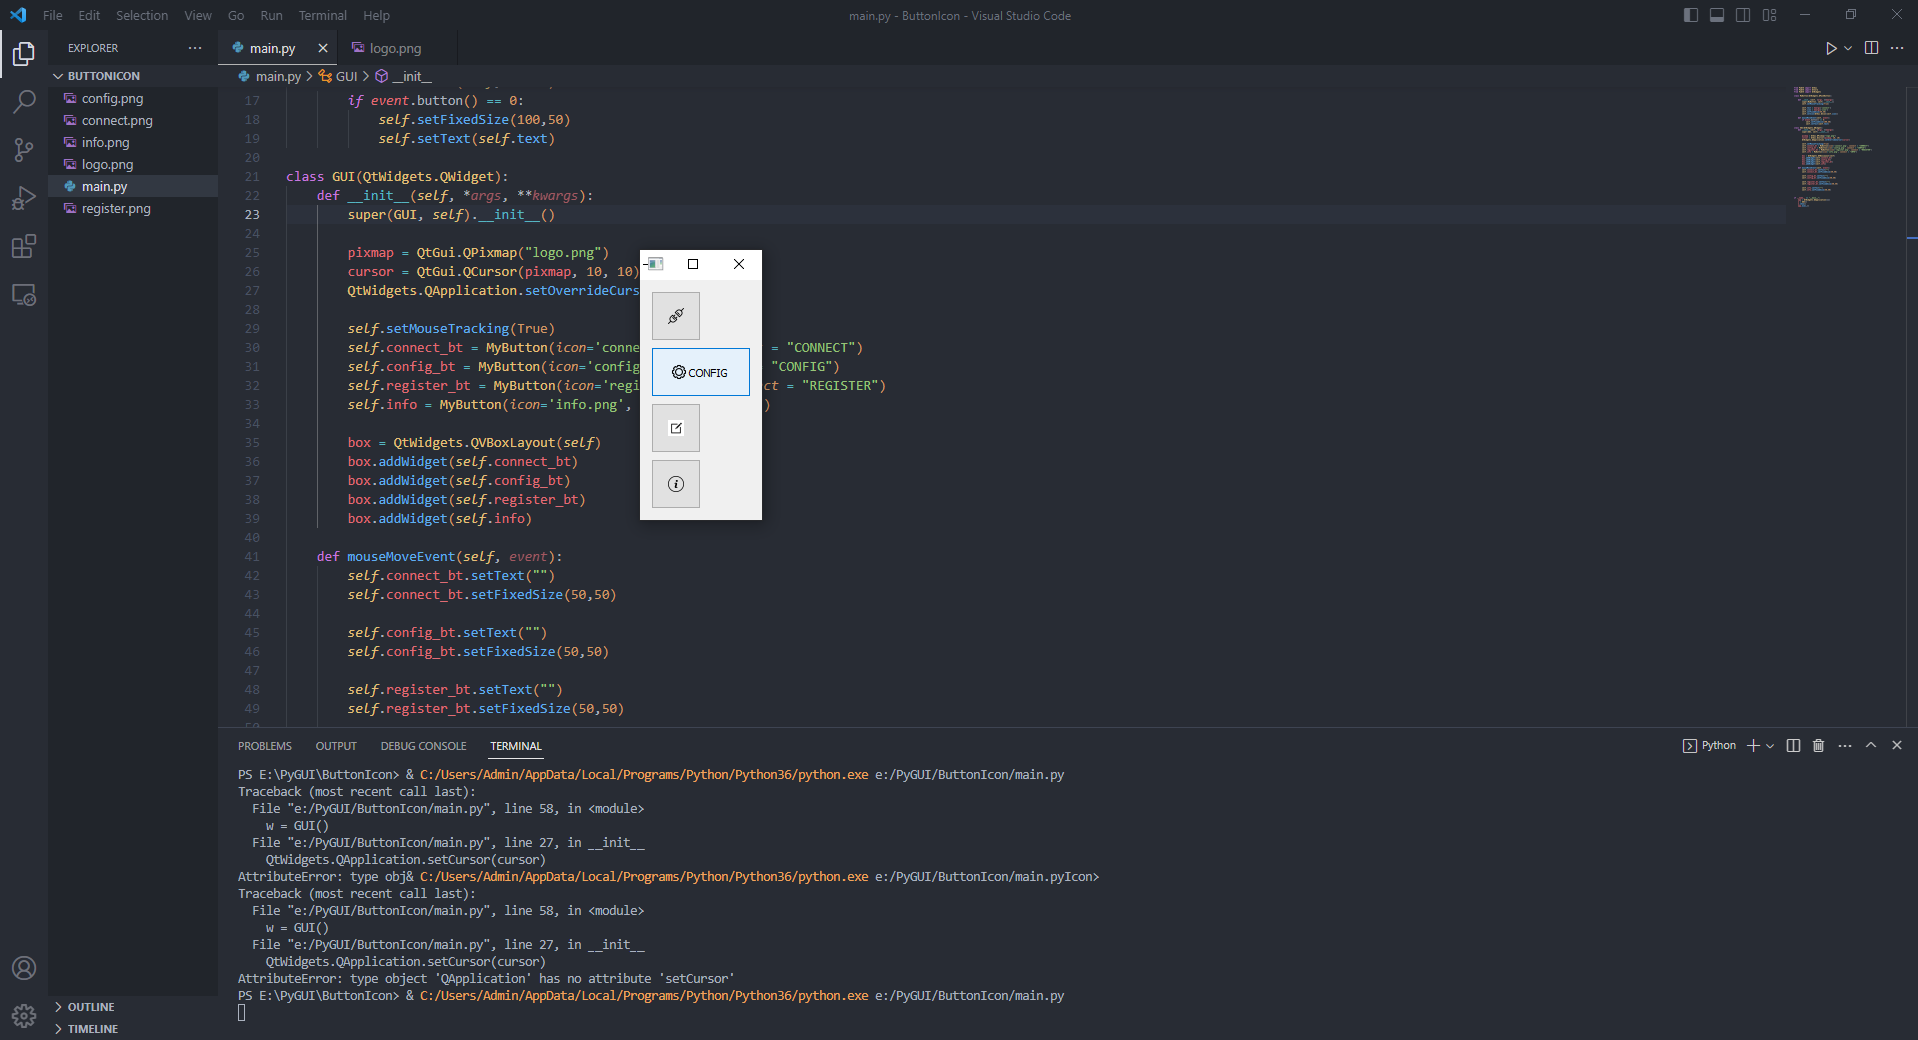 File Edit Selection View Go Run Terminal Help
main.py - ButtonIcon - Visual Studio Code
EXPLORER
main.py
logo.png
BUTTONICON
main.py > GUI > __init__
config.png
connect.png
info.png
logo.png
main.py
register.png
17 if event.button() == 0:
18 self.setFixedSize(100,50)
19 self.setText(self.text)
20
21 class GUI(QtWidgets.QWidget):
22 def __init__(self, *args, **kwargs):
23 super(GUI, self).__init__()
24
25 pixmap = QtGui.QPixmap("logo.png")
26 cursor = QtGui.QCursor(pixmap, 10, 10)
27 QtWidgets.QApplication.setOverrideCurs
28
29 self.setMouseTracking(True)
30 self.connect_bt = MyButton(icon='conne = "CONNECT")
31 self.config_bt = MyButton(icon='config "CONFIG")
32 self.register_bt = MyButton(icon='regi ct = "REGISTER")
33 self.info = MyButton(icon='info.png', )
34
35 box = QtWidgets.QVBoxLayout(self)
36 box.addWidget(self.connect_bt)
37 box.addWidget(self.config_bt)
38 box.addWidget(self.register_bt)
39 box.addWidget(self.info)
40
41 def mouseMoveEvent(self, event):
42 self.connect_bt.setText("")
43 self.connect_bt.setFixedSize(50,50)
44
45 self.config_bt.setText("")
46 self.config_bt.setFixedSize(50,50)
47
48 self.register_bt.setText("")
49 self.register_bt.setFixedSize(50,50)
CONFIG
PROBLEMS OUTPUT DEBUG CONSOLE TERMINAL
Python
PS E:\PyGUI\ButtonIcon> & C:/Users/Admin/AppData/Local/Programs/Python/Python36/python.exe e:/PyGUI/ButtonIcon/main.py
Traceback (most recent call last):
File "e:/PyGUI/ButtonIcon/main.py", line 58, in <module>
w = GUI()
File "e:/PyGUI/ButtonIcon/main.py", line 27, in __init__
QtWidgets.QApplication.setCursor(cursor)
AttributeError: type obj& C:/Users/Admin/AppData/Local/Programs/Python/Python36/python.exe e:/PyGUI/ButtonIcon/main.pyIcon>
Traceback (most recent call last):
File "e:/PyGUI/ButtonIcon/main.py", line 58, in <module>
w = GUI()
File "e:/PyGUI/ButtonIcon/main.py", line 27, in __init__
QtWidgets.QApplication.setCursor(cursor)
AttributeError: type object 'QApplication' has no attribute 'setCursor'
PS E:\PyGUI\ButtonIcon> & C:/Users/Admin/AppData/Local/Programs/Python/Python36/python.exe e:/PyGUI/ButtonIcon/main.py
OUTLINE
TIMELINE